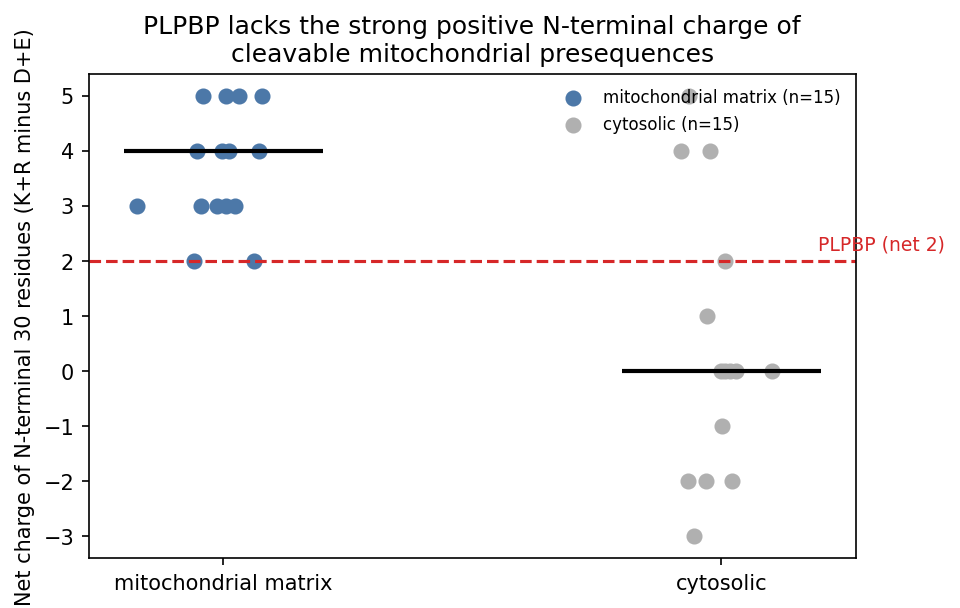 PLPBP lacks the strong positive N-terminal charge of
cleavable mitochondrial presequences
Net charge of N-terminal 30 residues (K+R minus D+E)
5
4
3
2
1
0
−1
−2
−3
mitochondrial matrix (n=15)
cytosolic (n=15)
PLPBP (net 2)
mitochondrial matrix
cytosolic